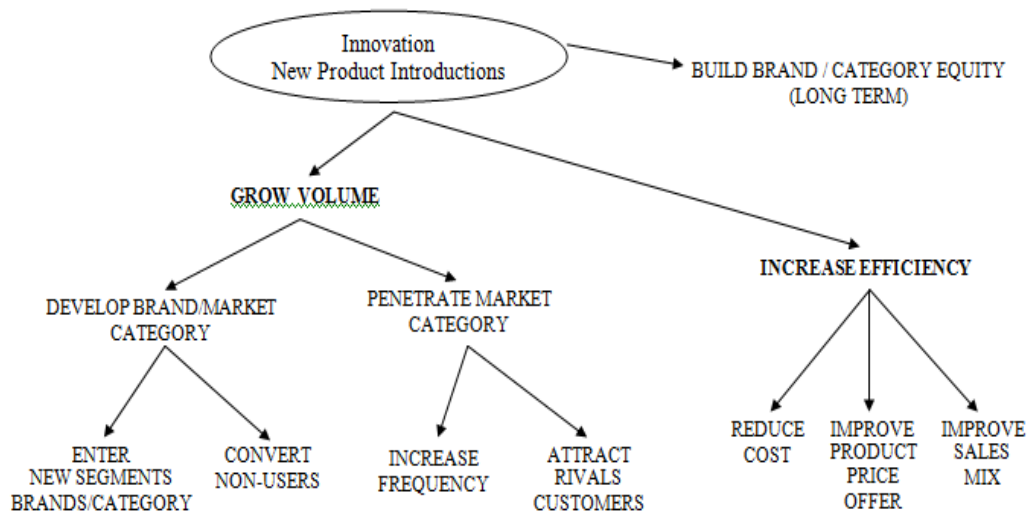 Innovation
New Product Introductions
BUILD BRAND / CATEGORY EQUITY
(LONG TERM)
GROW VOLUME
INCREASE EFFICIENCY
DEVELOP BRAND/MARKET
CATEGORY
PENETRATE MARKET
CATEGORY
ENTER
NEW SEGMENTS
BRANDS/CATEGORY
CONVERT
NON-USERS
INCREASE
FREQUENCY
ATTRACT
RIVALS
CUSTOMERS
REDUCE
COST
IMPROVE
PRODUCT
PRICE
OFFER
IMPROVE
SALES
MIX